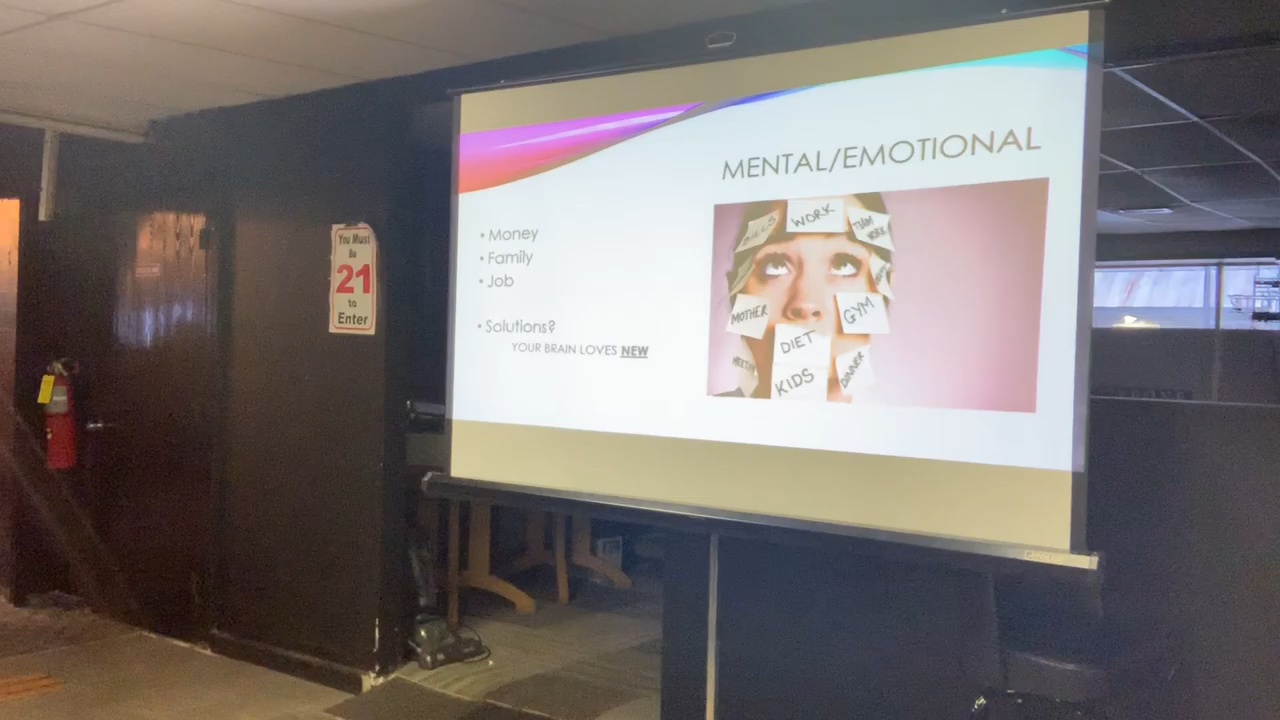 You Must
Be
21
to
Enter
MENTAL/EMOTIONAL
• Money
• Family
• Job
• Solutions?
YOUR BRAIN LOVES NEW
BILLS
WORK
TEAM
WORK
MOTHER
GYM
DIET
KIDS
DINNER